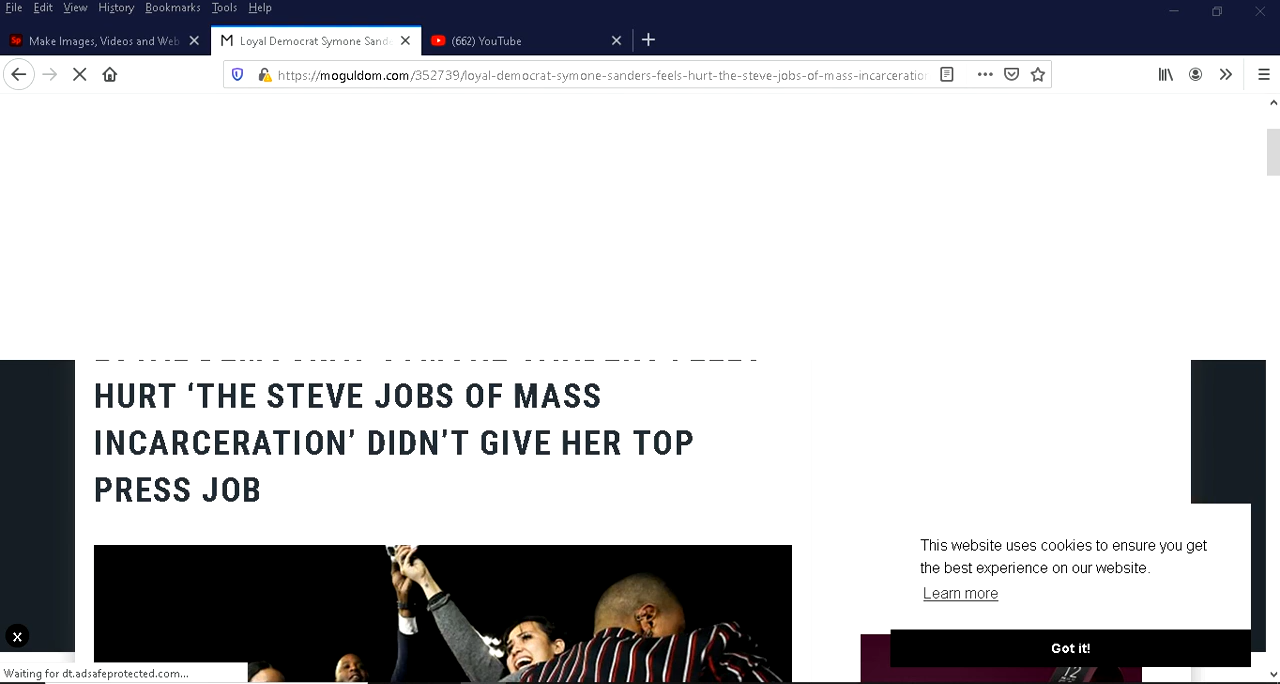 File Edit View History Bookmarks Tools Help
Make Images, Videos and Web
Loyal Democrat Symone Sande
(662) YouTube
https://moguldom.com/352739/loyal-democrat-symone-sanders-feels-hurt-the-steve-jobs-of-mass-incarceratio
HURT ‘THE STEVE JOBS OF MASS
INCARCERATION’ DIDN’T GIVE HER TOP
PRESS JOB
This website uses cookies to ensure you get
the best experience on our website.
Learn more
Got it!
x
Waiting for dt.adsafeprotected.com...